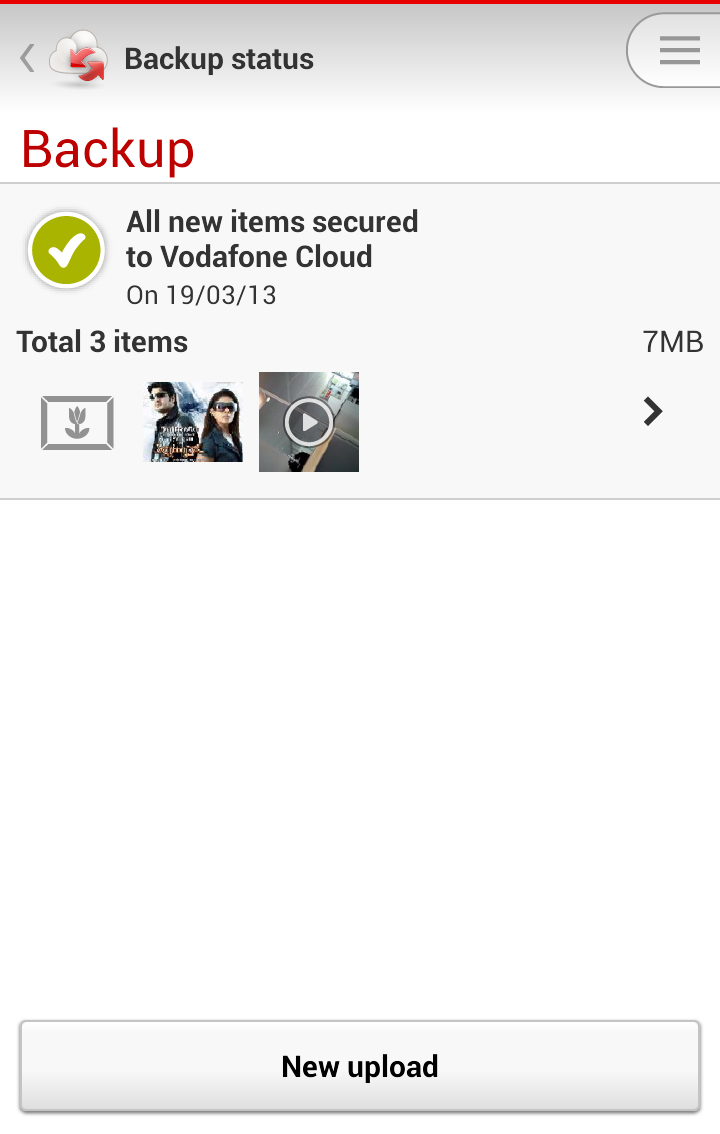 Backup status
Backup
All new items secured
to Vodafone Cloud
On 19/03/13
Total 3 items
7MB
New upload